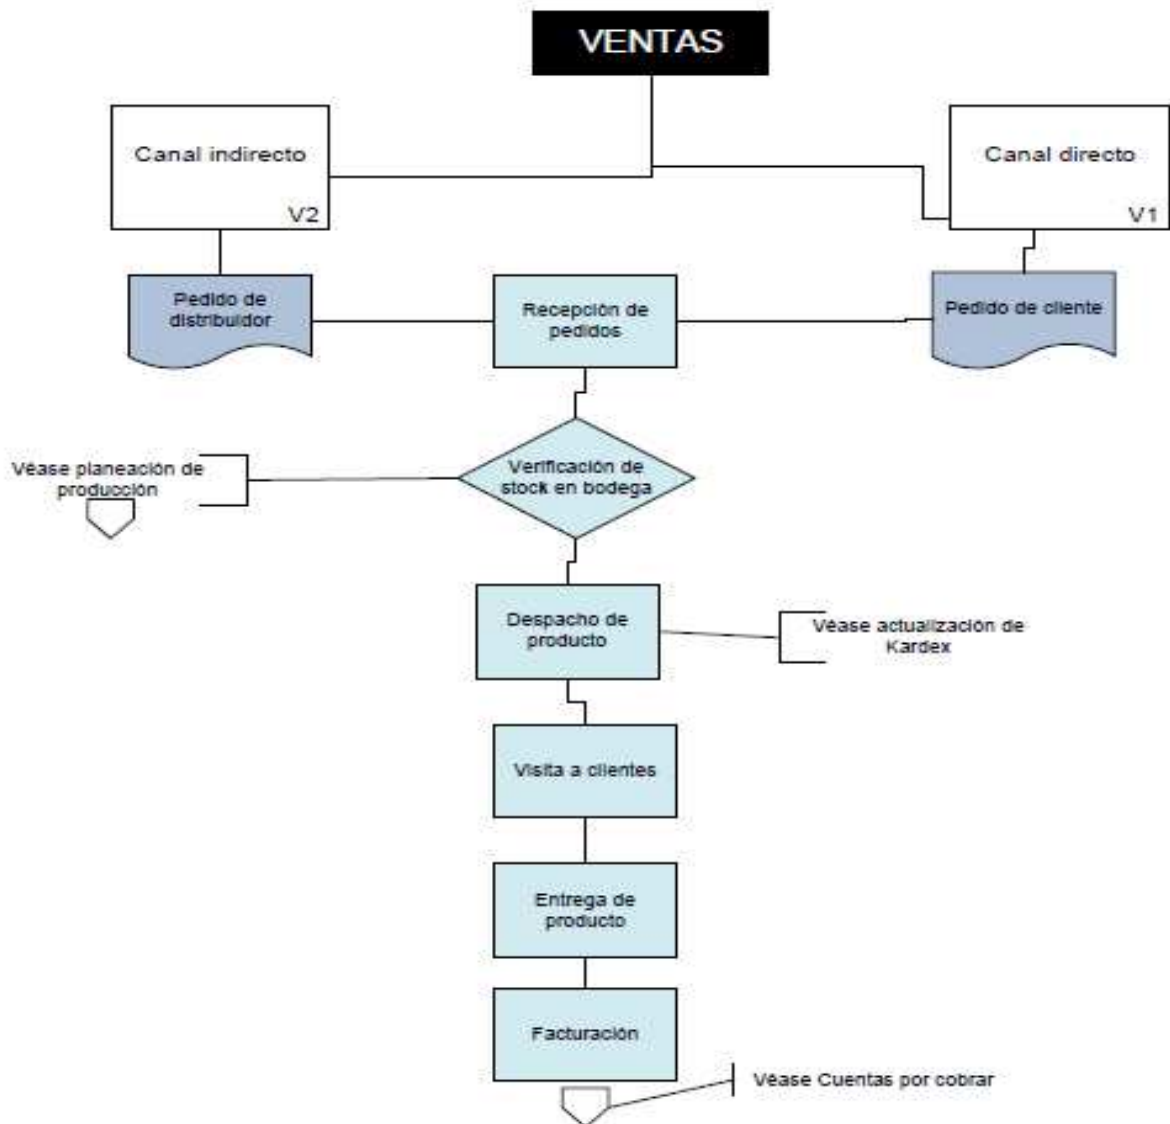 VENTAS
Canal indirecto
V2
Canal directo
V1
Pedido de
distribuidor
Recepción de
pedidos
Pedido de cliente
Véase planeación de
producción
Verificación de
stock en bodega
Despacho de
producto
Véase actualización de
Kardex
Visita a clientes
Entrega de
producto
Facturación
Véase Cuentas por cobrar